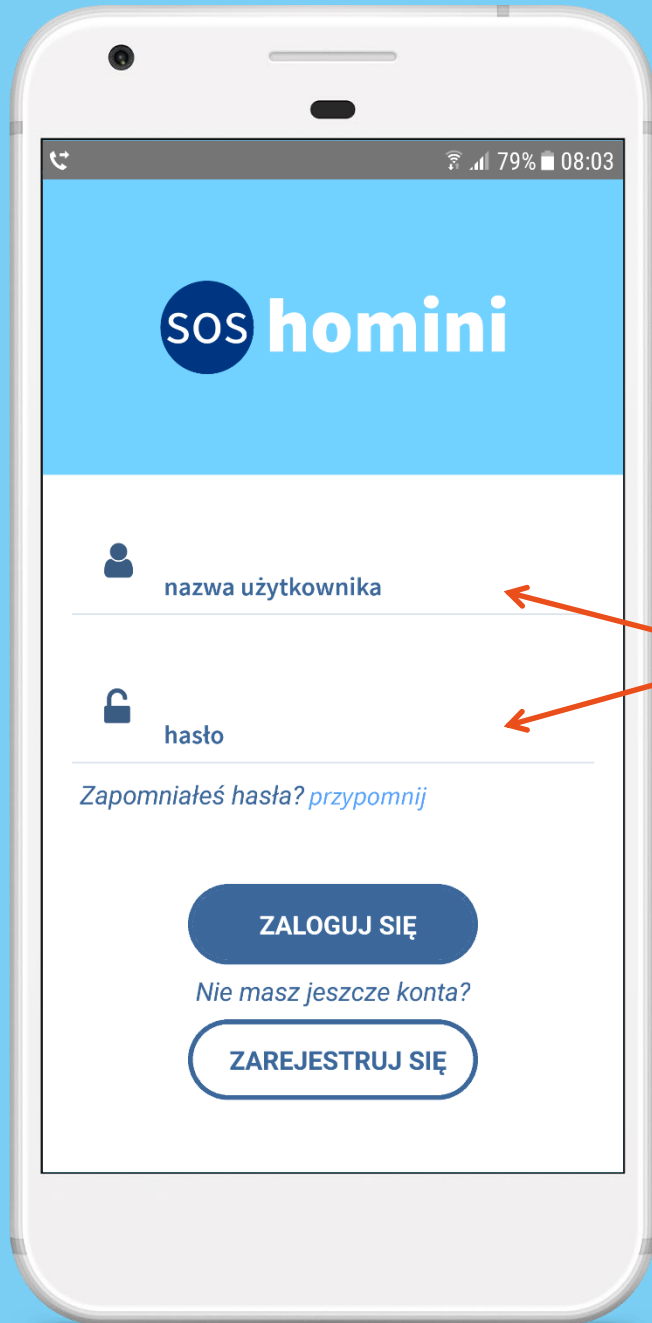 79% 08:03
sos homini
nazwa użytkownika
hasło
Zapomniałeś hasła? przypomnij
ZALOGUJ SIĘ
Nie masz jeszcze konta?
ZAREJESTRUJ SIĘ